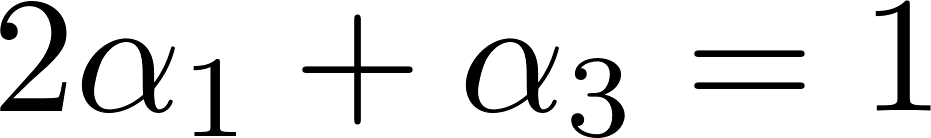 2α₁ + α₃ = 1